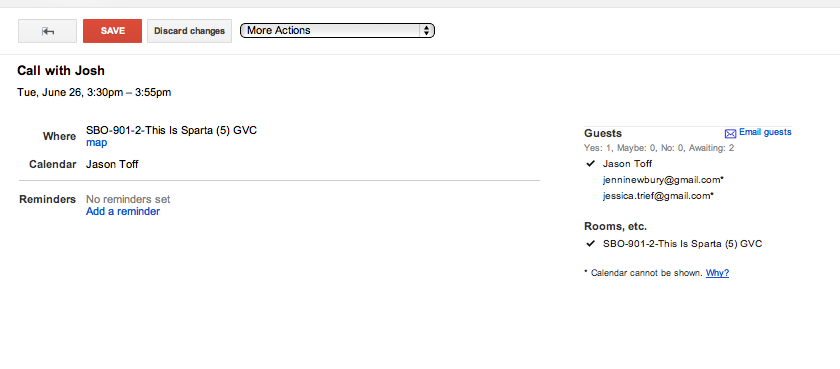 SAVE Discard changes More Actions
Call with Josh
Tue, June 26, 3:30pm – 3:55pm
Where SBO-901-2-This Is Sparta (5) GVC
map
Calendar Jason Toff
Reminders No reminders set
Add a reminder
Guests Email guests
Yes: 1, Maybe: 0, No: 0, Awaiting: 2
Jason Toff
jenninewbury@gmail.com*
jessica.trief@gmail.com*
Rooms, etc.
SBO-901-2-This Is Sparta (5) GVC
* Calendar cannot be shown. Why?